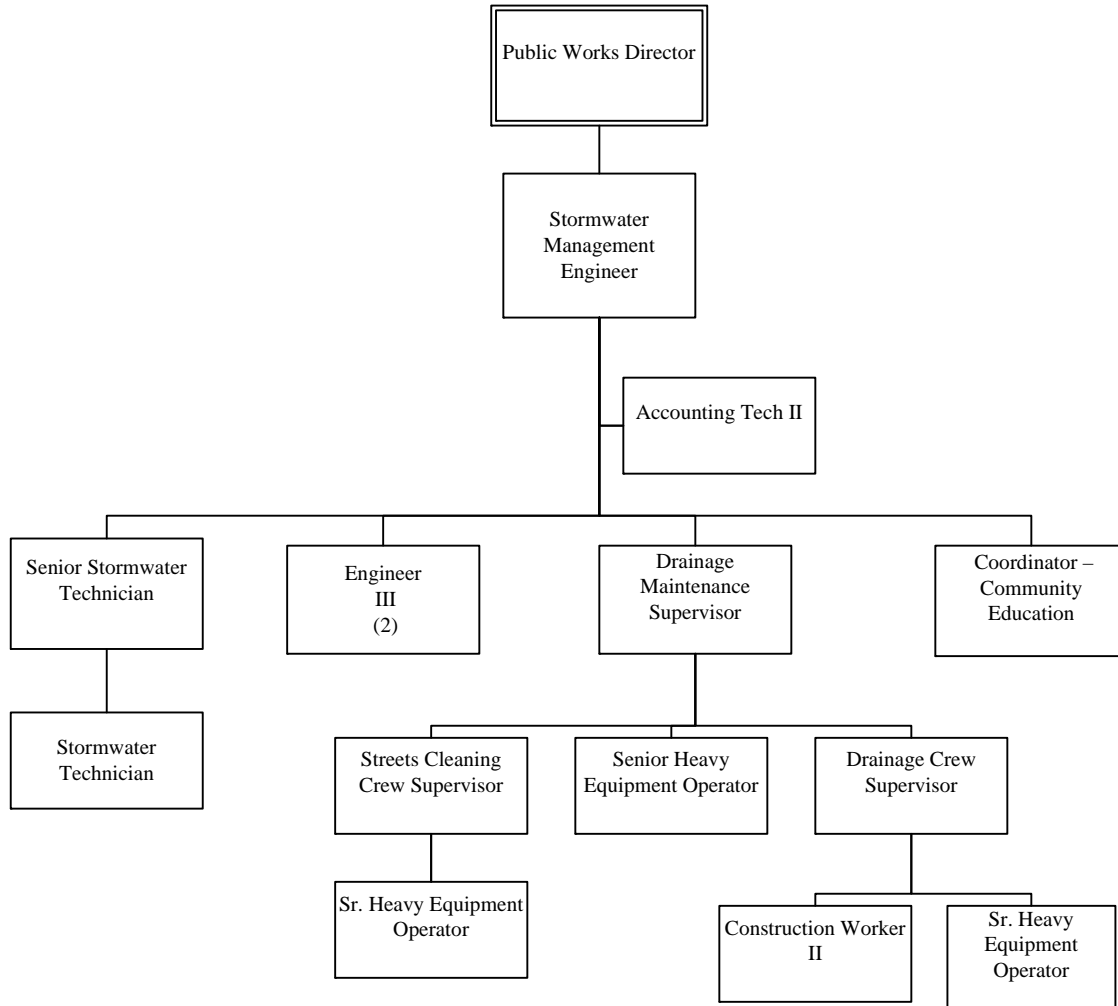 Public Works Director
Stormwater
Management
Engineer
Accounting Tech II
Senior Stormwater
Technician
Engineer
III
(2)
Drainage
Maintenance
Supervisor
Coordinator –
Community
Education
Stormwater
Technician
Streets Cleaning
Crew Supervisor
Senior Heavy
Equipment Operator
Drainage Crew
Supervisor
Sr. Heavy Equipment
Operator
Construction Worker
II
Sr. Heavy
Equipment
Operator